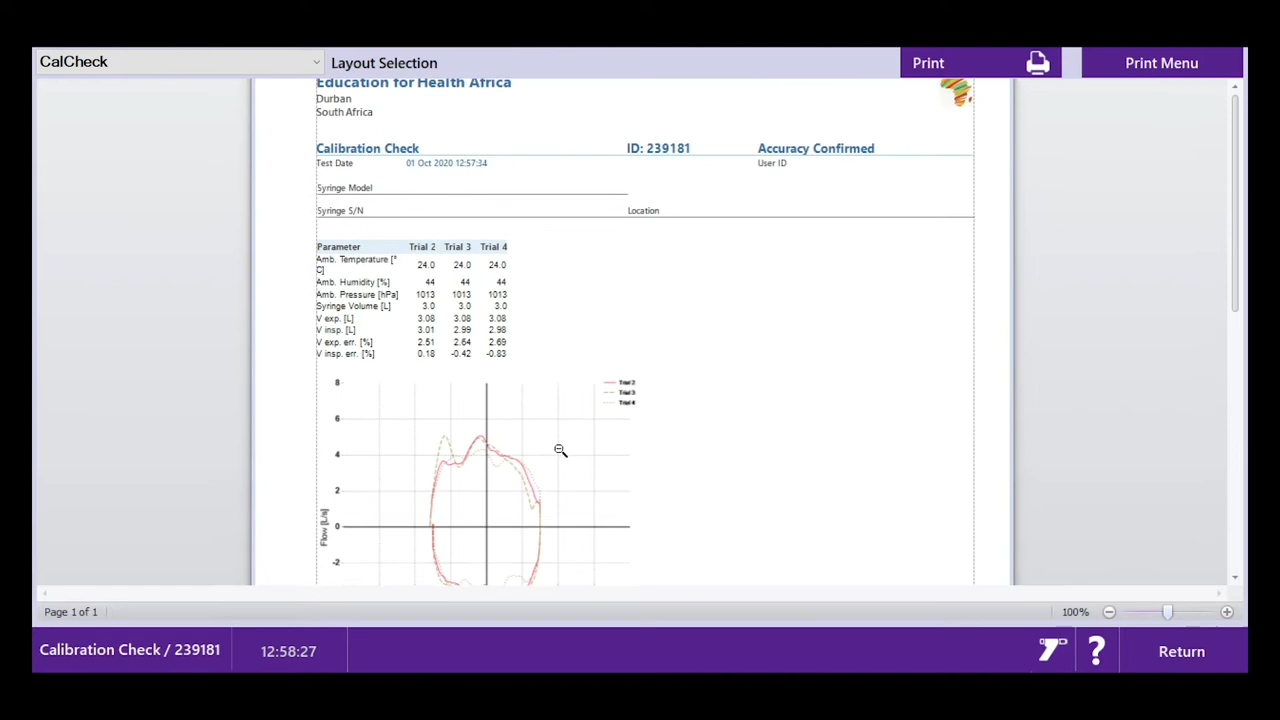 CalCheck
Layout Selection
Print
Print Menu
Education for Health Africa
Durban
South Africa
Calibration Check ID: 239181 Accuracy Confirmed
Test Date 01 Oct 2020 12:57:34 User ID
Syringe Model
Syringe S/N Location
Parameter Trial 2 Trial 3 Trial 4
Amb. Temperature [°
C] 24.0 24.0 24.0
Amb. Humidity [%] 44 44 44
Amb. Pressure [hPa] 1013 1013 1013
Syringe Volume [L] 3.0 3.0 3.0
V exp. [L] 3.08 3.08 3.08
V insp. [L] 3.01 2.99 2.98
V exp. err. [%] 2.51 2.64 2.69
V insp. err. [%] 0.18 -0.42 -0.83
8
Trial 2
Trial 3
Trial 4
6
4
2
0
Flow [L/s]
-2
Page 1 of 1
100%
Calibration Check / 239181
12:58:27
?
Return